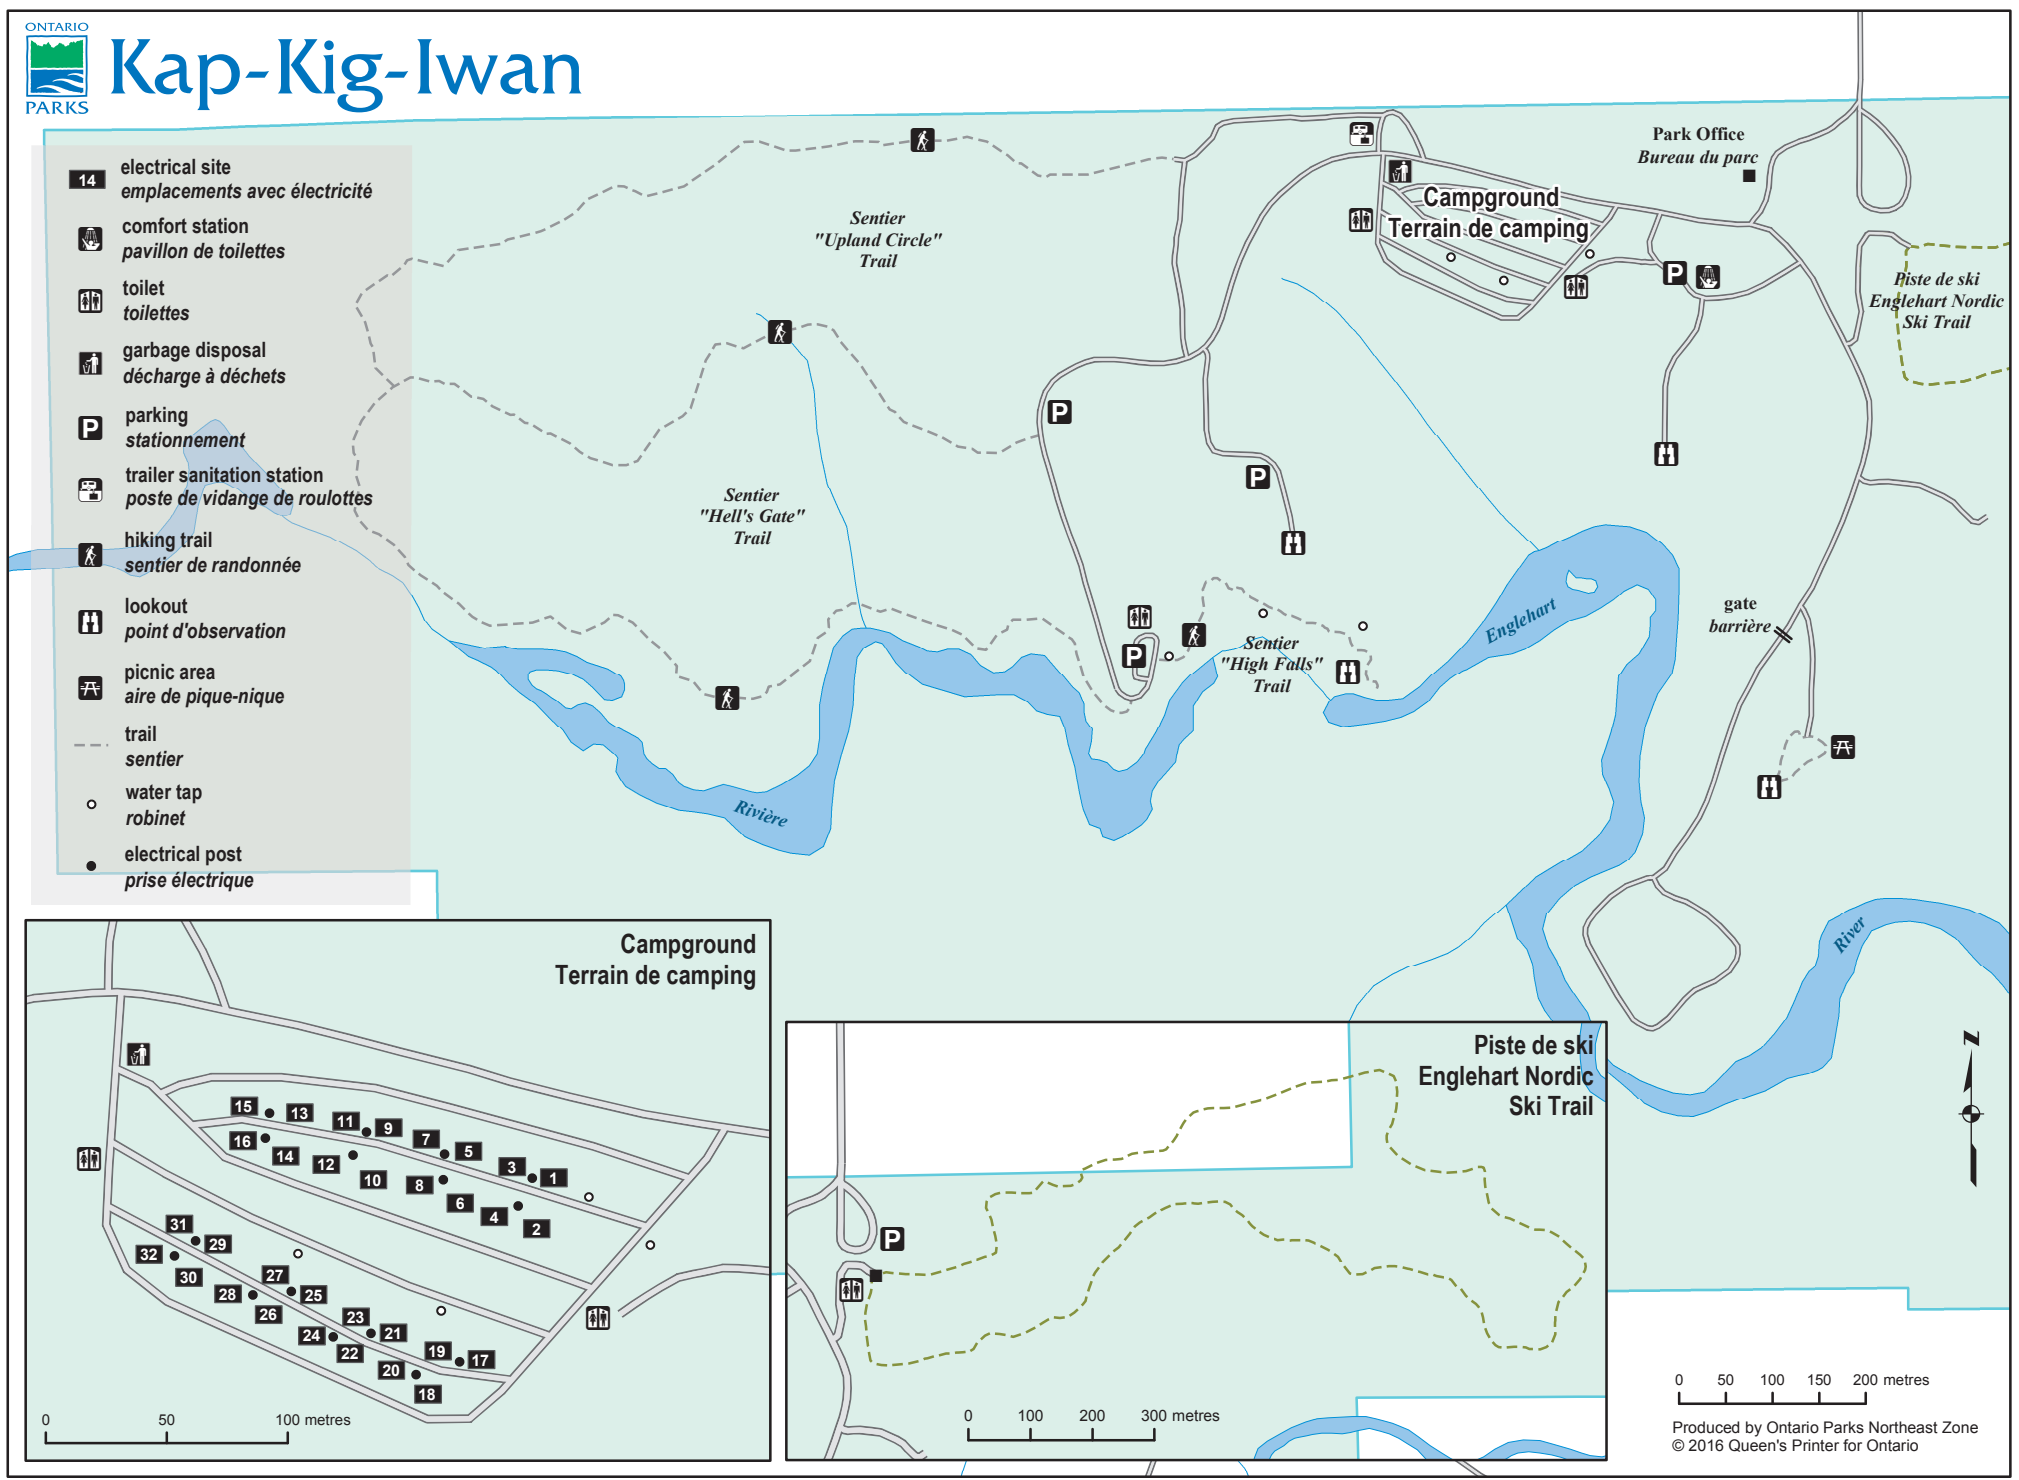 ONTARIO
PARKS
Kap-Kig-Iwan
14
electrical site
emplacements avec électricité
comfort station
pavillon de toilettes
toilet
toilettes
garbage disposal
décharge à déchets
P
parking
stationnement
trailer sanitation station
poste de vidange de roulottes
hiking trail
sentier de randonnée
lookout
point d'observation
picnic area
aire de pique-nique
trail
sentier
water tap
robinet
electrical post
prise électrique
Sentier
"Upland Circle"
Trail
Sentier
"Hell's Gate"
Trail
Sentier
"High Falls"
Trail
Campground
Terrain de camping
Park Office
Bureau du parc
Piste de ski
Englehart Nordic
Ski Trail
P
P
P
P
gate
barrière
Rivière
Englehart
River
Campground
Terrain de camping
15
13
11
9
7
5
3
1
16
14
12
10
8
6
4
2
31
29
32
30
27
25
28
26
23
21
24
22
19
17
20
18
0 50 100 metres
Piste de ski
Englehart Nordic
Ski Trail
P
0 100 200 300 metres
Z
0 50 100 150 200 metres
Produced by Ontario Parks Northeast Zone
© 2016 Queen's Printer for Ontario